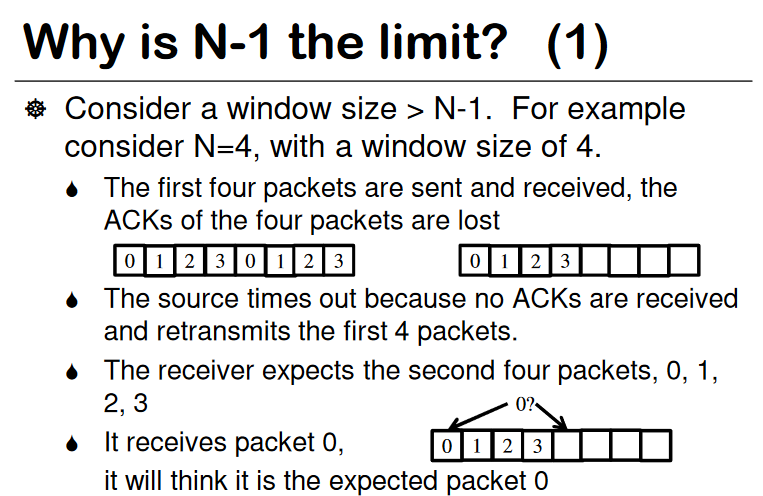 Why is N-1 the limit? (1)
Consider a window size > N-1. For example
consider N=4, with a window size of 4.
The first four packets are sent and received, the
ACKs of the four packets are lost
0 1 2 3 0 1 2 3
0 1 2 3
The source times out because no ACKs are received
and retransmits the first 4 packets.
The receiver expects the second four packets, 0, 1,
2, 3
0?
It receives packet 0,
0 1 2 3
it will think it is the expected packet 0